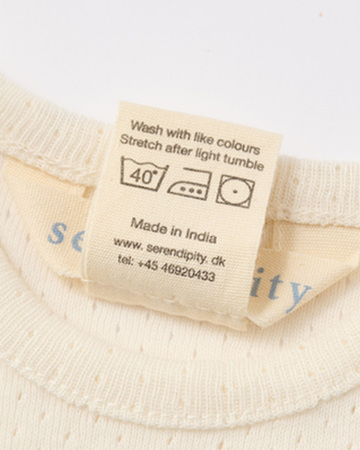 Wash with like colours
Stretch after light tumble
40°
Made in India
www. serendipity. dk
tel: +45 46920433
se
ity